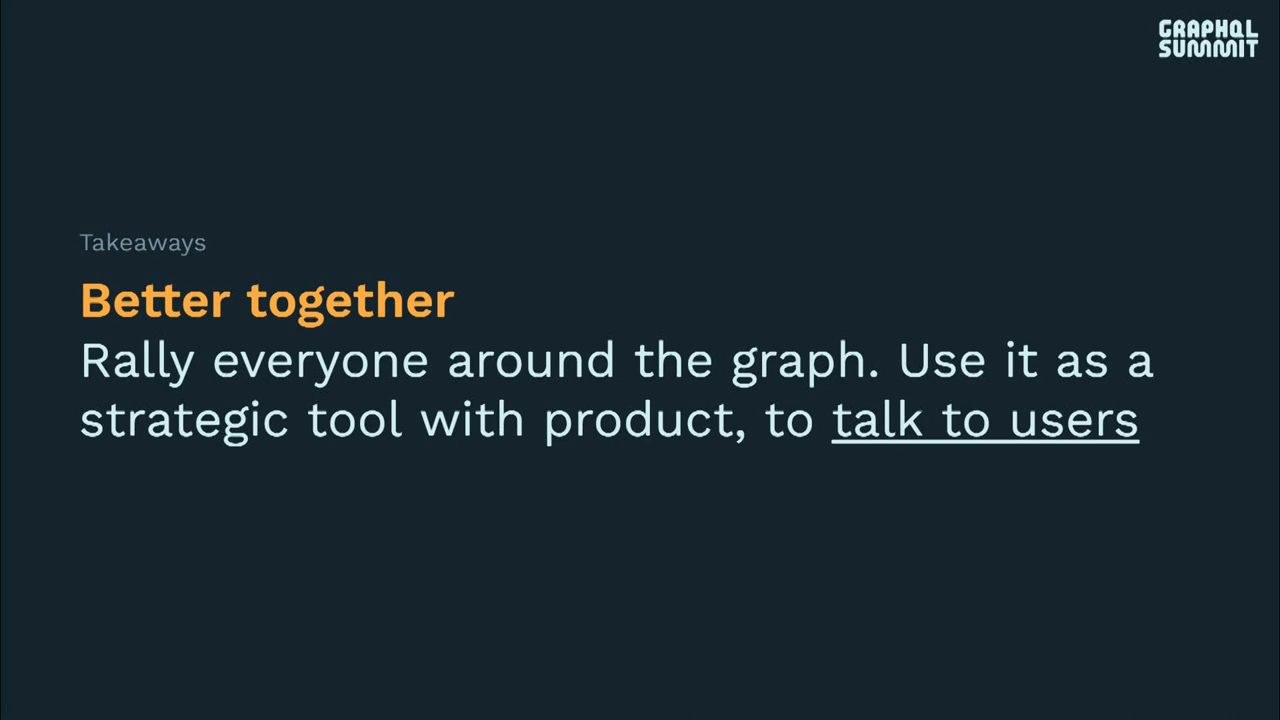 GRAPHQL
SUMMIT
Takeaways
Better together
Rally everyone around the graph. Use it as a
strategic tool with product, to talk to users